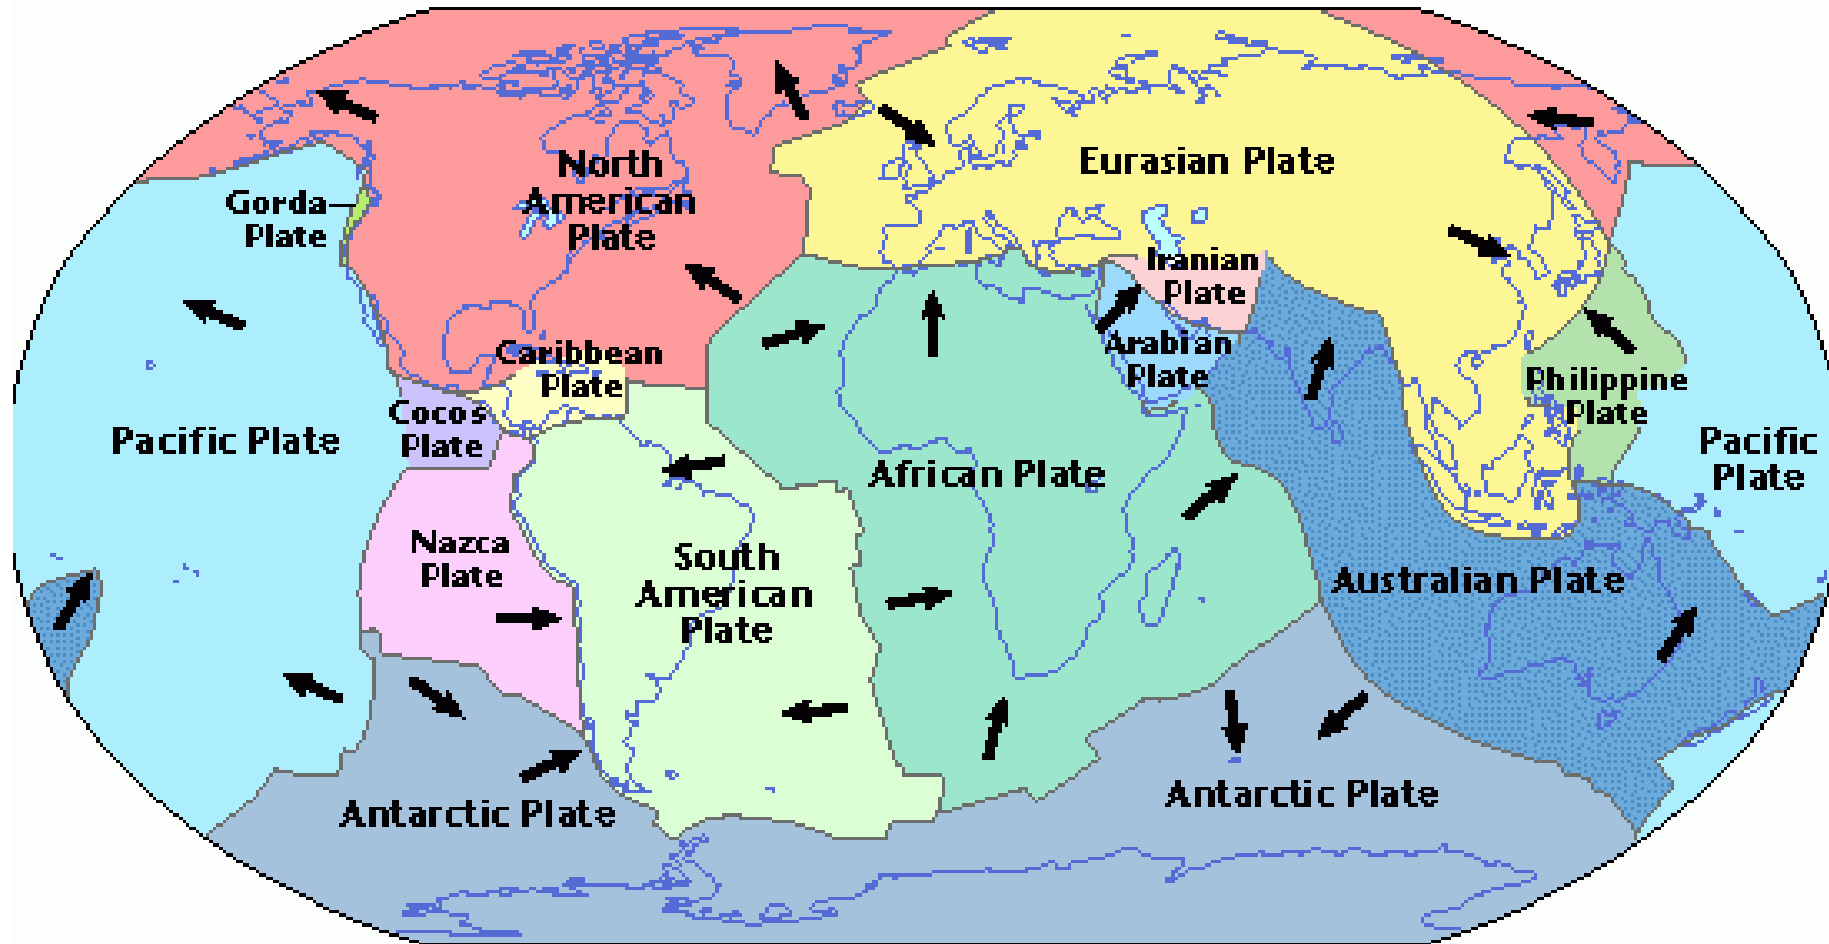 North
American
Plate
Eurasian Plate
Gorda
Plate
Iranian
Plate
Caribbean
Plate
Arabian
Plate
Philippine
Plate
Cocos
Plate
Pacific Plate
African Plate
Pacific
Plate
Nazca
Plate
South
American
Plate
Australian Plate
Antarctic Plate
Antarctic Plate